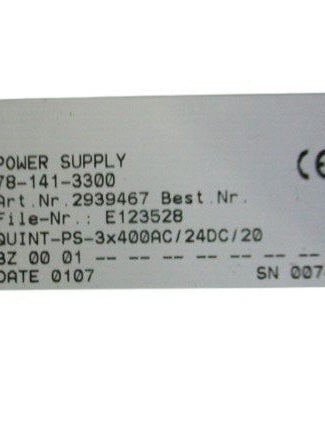 POWER SUPPLY
78-141-3300
Art.Nr.2939467 Best.Nr.
File-Nr.: E123528
QUINT-PS-3x400AC/24DC/20
BZ 00 01 -- -- -- -- -- -- -- --
DATE 0107 SN 007
CE